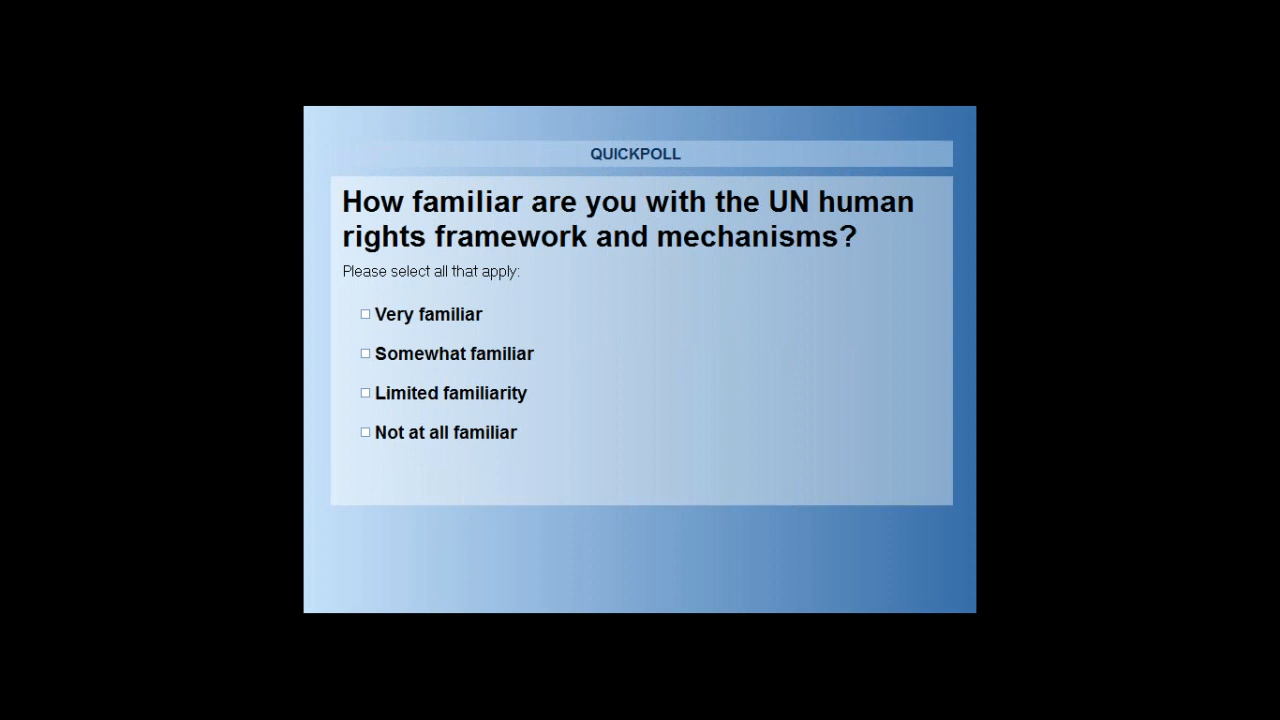 QUICKPOLL
How familiar are you with the UN human
rights framework and mechanisms?
Please select all that apply:
Very familiar
Somewhat familiar
Limited familiarity
Not at all familiar